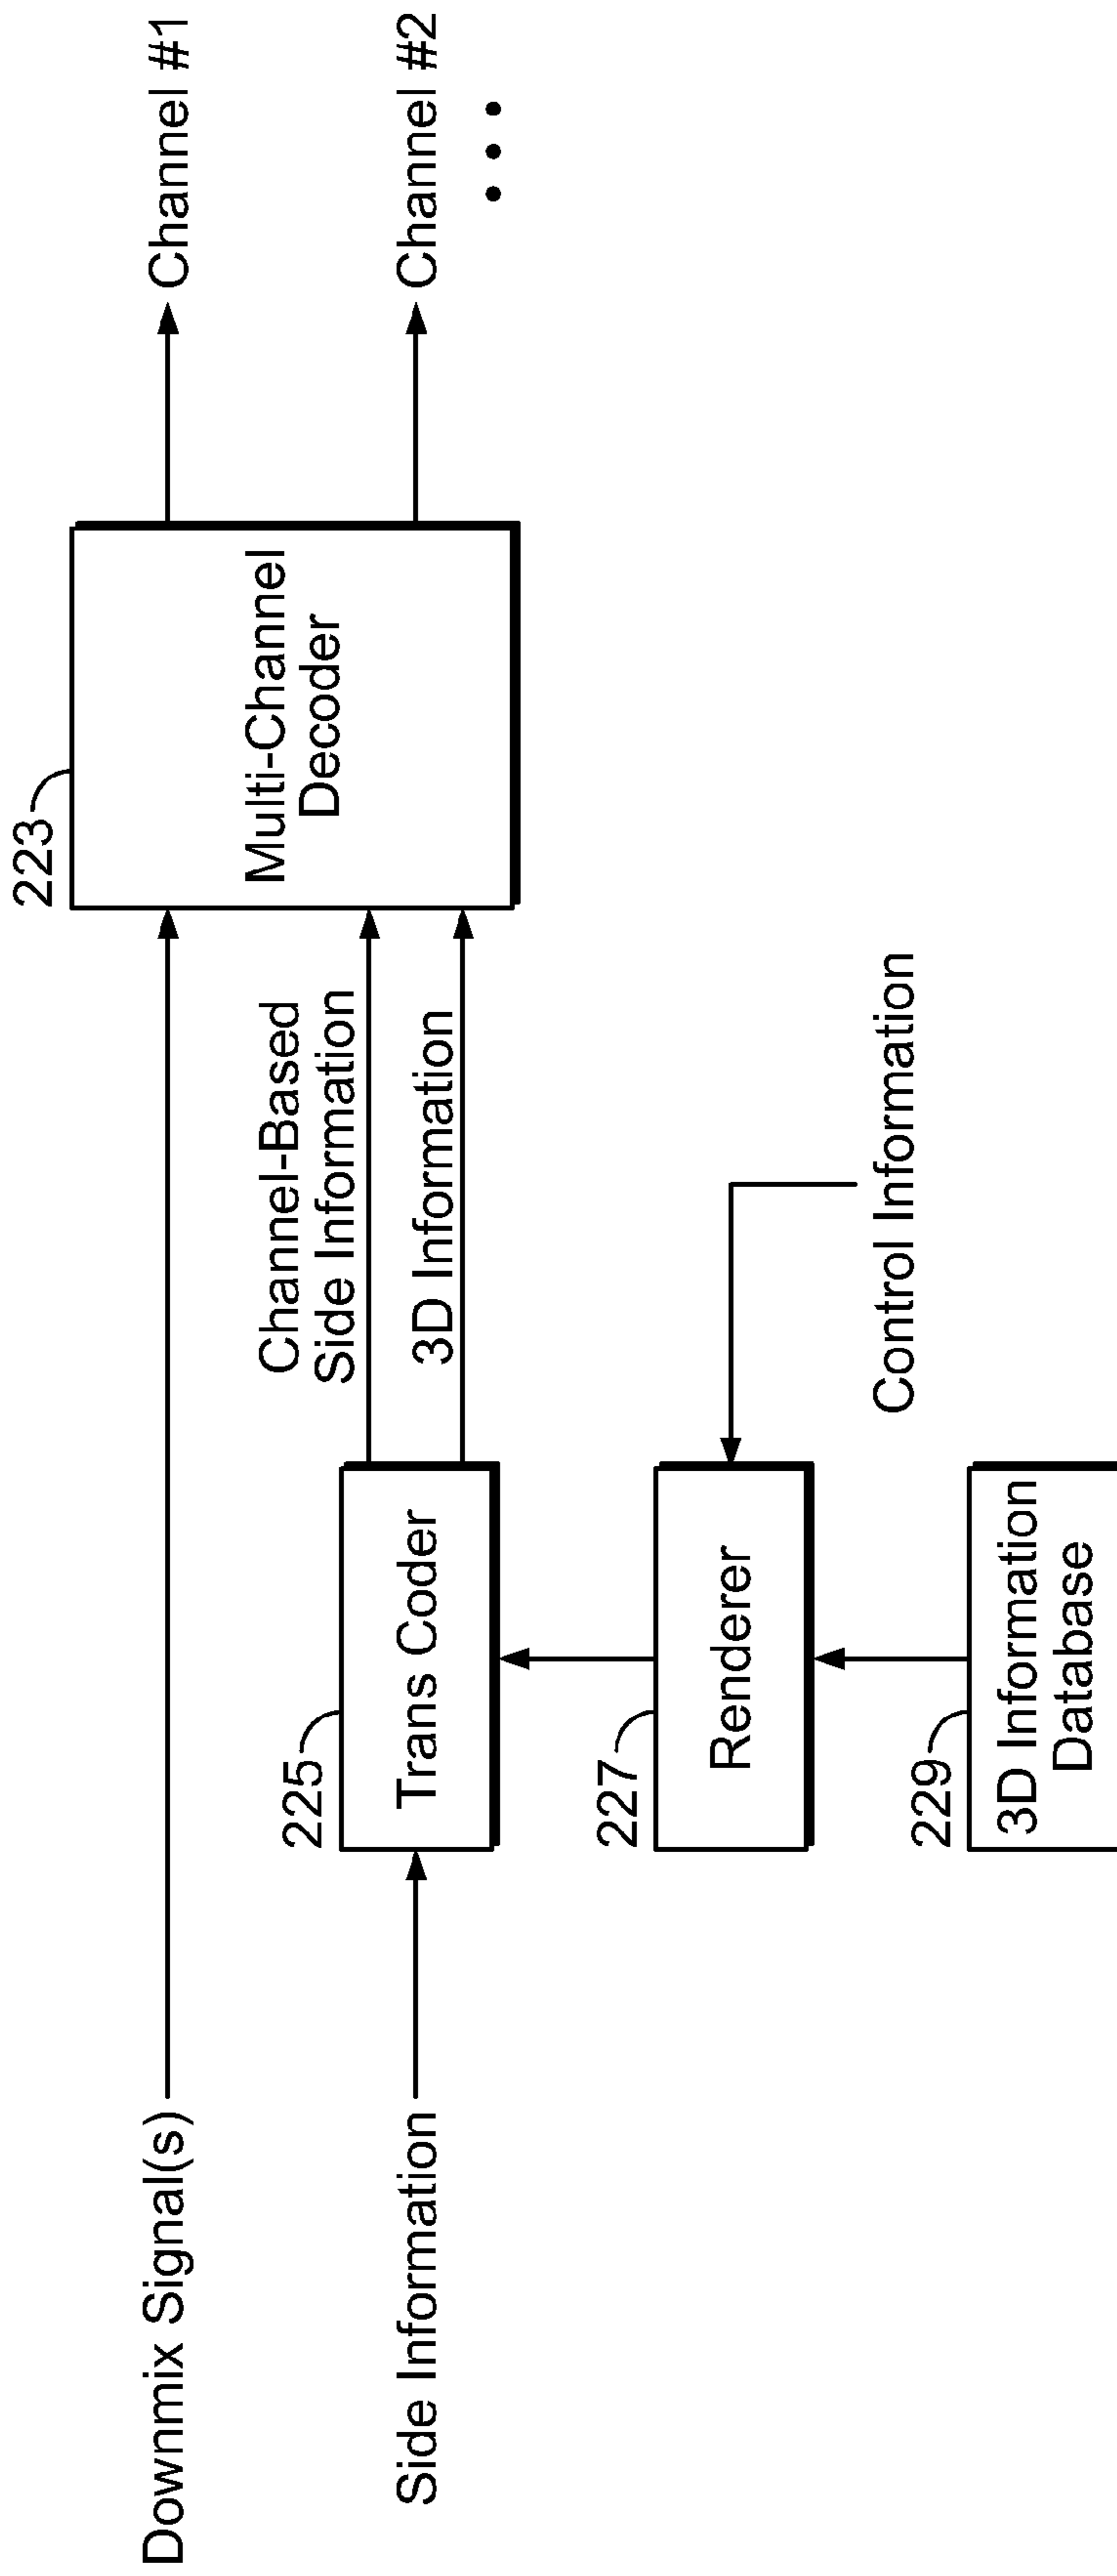 Downmix Signal(s)
223
Multi-Channel
Decoder
Channel #1
Channel #2
Channel-Based
Side Information
3D Information
Side Information
225
Trans Coder
227
Renderer
Control Information
229
3D Information
Database